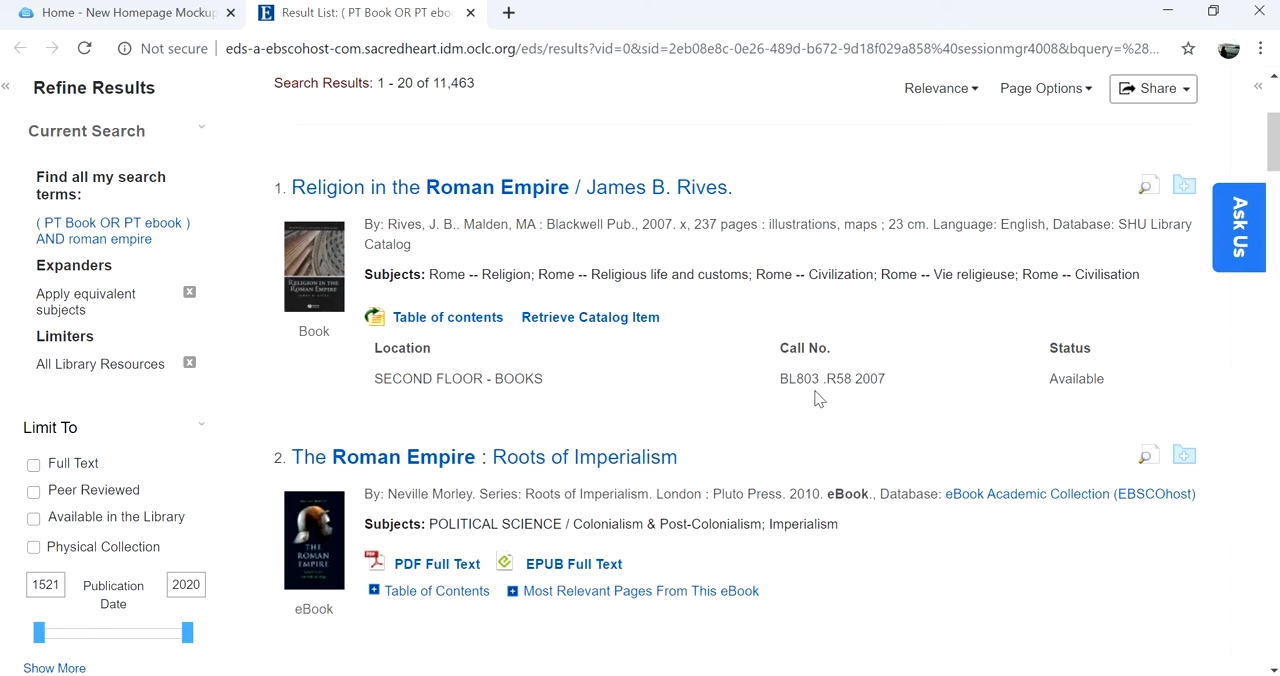 Home - New Homepage Mocku
Result List: ( PT Book OR PT eboo
Not secure
eds-a-ebscohost-com.sacredheart.idm.oclc.org/eds/results?vid=0&sid=2eb08e8c-0e26-489d-b672-9d18f029a858%40sessionmgr4008&bquery=%28...
Refine Results
Search Results: 1 - 20 of 11,463
Relevance
Page Options
Share
Current Search
Find all my search
terms:
( PT Book OR PT ebook )
AND roman empire
Expanders
Apply equivalent
subjects
Limiters
All Library Resources
Limit To
Full Text
Peer Reviewed
Available in the Library
Physical Collection
1521
Publication
Date
2020
Show More
1. Religion in the Roman Empire / James B. Rives.
By: Rives, J. B.. Malden, MA : Blackwell Pub., 2007. x, 237 pages : illustrations, maps ; 23 cm. Language: English, Database: SHU Library
Catalog
Subjects: Rome -- Religion; Rome -- Religious life and customs; Rome -- Civilization; Rome -- Vie religieuse; Rome -- Civilisation
RELIGION IN THE
ROMAN EMPIRE
Book
Table of contents
Retrieve Catalog Item
Location
Call No.
Status
SECOND FLOOR - BOOKS
BL803 .R58 2007
Available
2. The Roman Empire : Roots of Imperialism
By: Neville Morley. Series: Roots of Imperialism. London : Pluto Press. 2010. eBook., Database: eBook Academic Collection (EBSCOhost)
Subjects: POLITICAL SCIENCE / Colonialism & Post-Colonialism; Imperialism
THE
ROMAN
EMPIRE
eBook
PDF Full Text
EPUB Full Text
Table of Contents
Most Relevant Pages From This eBook
Ask Us